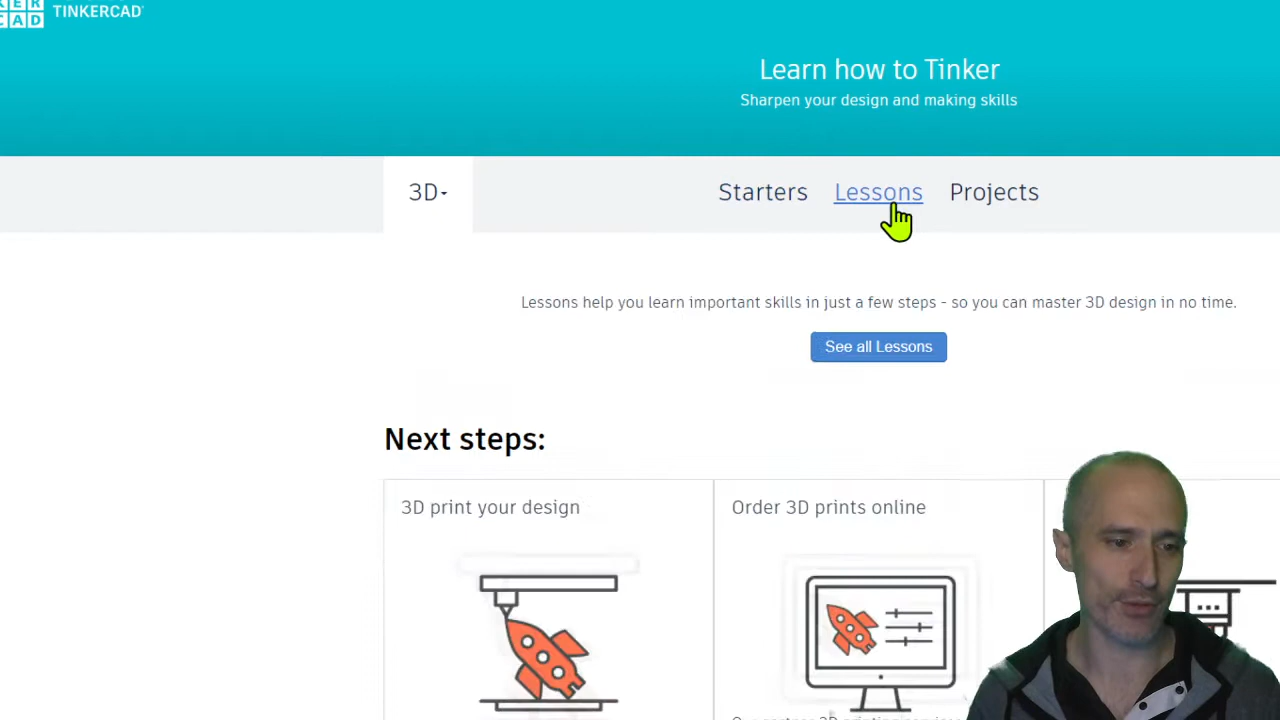 CAD
TINKERCAD
Learn how to Tinker
Sharpen your design and making skills
3D
Starters
Lessons
Projects
Lessons help you learn important skills in just a few steps - so you can master 3D design in no time.
See all Lessons
Next steps:
3D print your design
Order 3D prints online